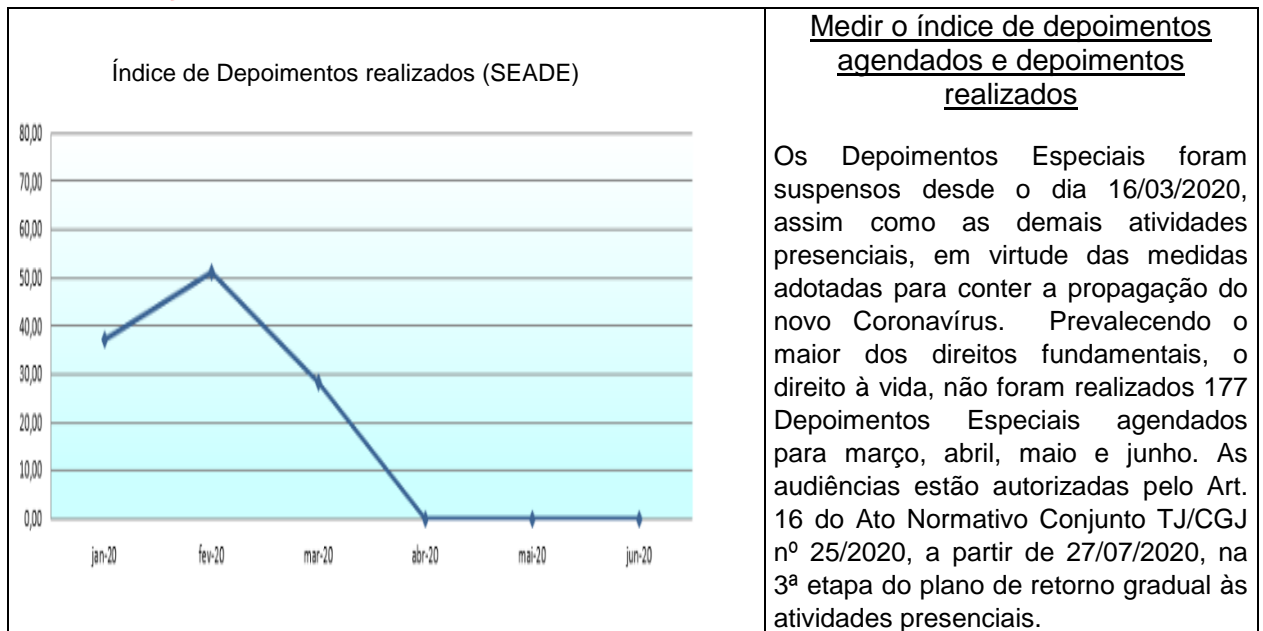 Índice de Depoimentos realizados (SEADE)
80,00
70,00
60,00
50,00
40,00
30,00
20,00
10,00
0,00
jan-20 fev-20 mar-20 abr-20 mai-20 jun-20
Medir o índice de depoimentos
agendados e depoimentos
realizados
Os Depoimentos Especiais foram
suspensos desde o dia 16/03/2020,
assim como as demais atividades
presenciais, em virtude das medidas
adotadas para conter a propagação do
novo Coronavírus. Prevalecendo o
maior dos direitos fundamentais, o
direito à vida, não foram realizados 177
Depoimentos Especiais agendados
para março, abril, maio e junho. As
audiências estão autorizadas pelo Art.
16 do Ato Normativo Conjunto TJ/CGJ
nº 25/2020, a partir de 27/07/2020, na
3ª etapa do plano de retorno gradual às
atividades presenciais.